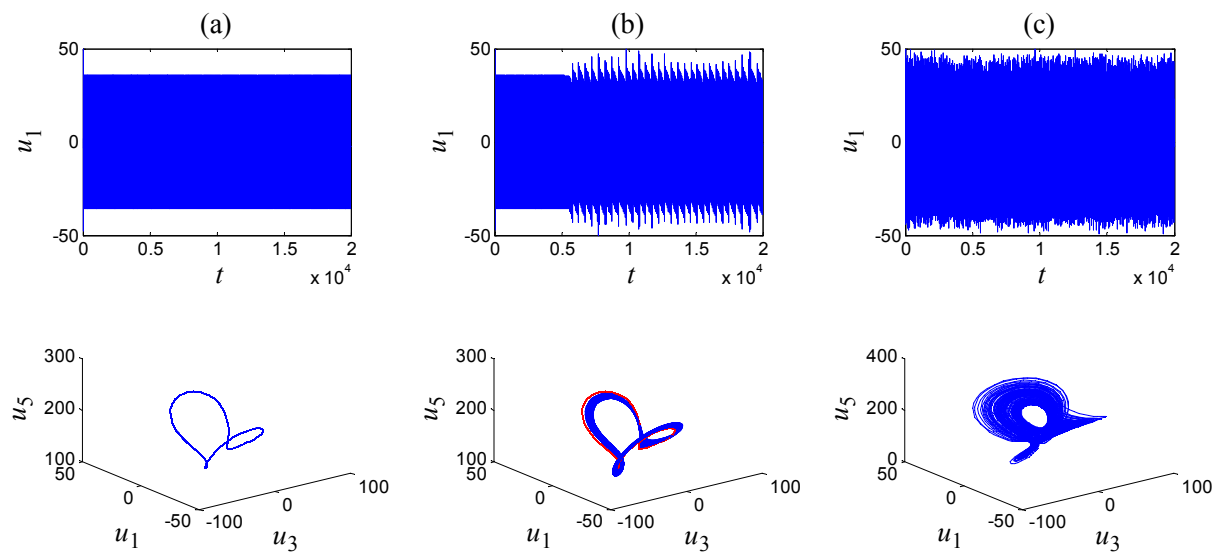 (a) (b) (c)
50 50 50
u1 u1 u1
0 0 0
-50 -50 -50
0 0.5 1 1.5 2 0 0.5 1 1.5 2 0 0.5 1 1.5 2
t x 10^4 t x 10^4 t x 10^4
300 300 400
u5 200 u5 200 u5 200
100 100 0
50 50 50
0 0 0
-50 -100 0 100 -50 -100 0 100 -50 -100 0 100
u1 u3 u1 u3 u1 u3